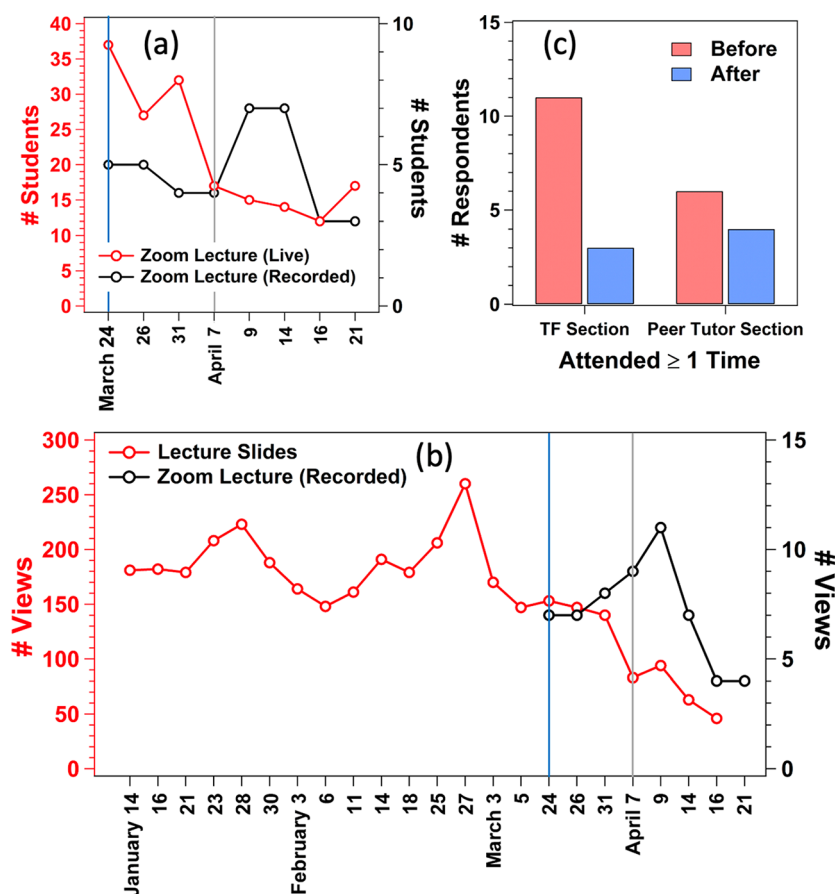 (a)
# Students
40
35
30
25
20
15
10
5
0
10
5
0
# Students
Zoom Lecture (Live)
Zoom Lecture (Recorded)
March 24
26
31
April 7
9
14
16
21
(c)
# Respondents
15
10
5
0
Before
After
TF Section
Peer Tutor Section
Attended ≥ 1 Time
(b)
# Views
300
250
200
150
100
50
0
Lecture Slides
Zoom Lecture (Recorded)
15
10
5
0
# Views
January 14
16
21
23
28
30
February 3
6
11
14
18
25
27
March 3
5
24
26
31
April 7
9
14
16
21